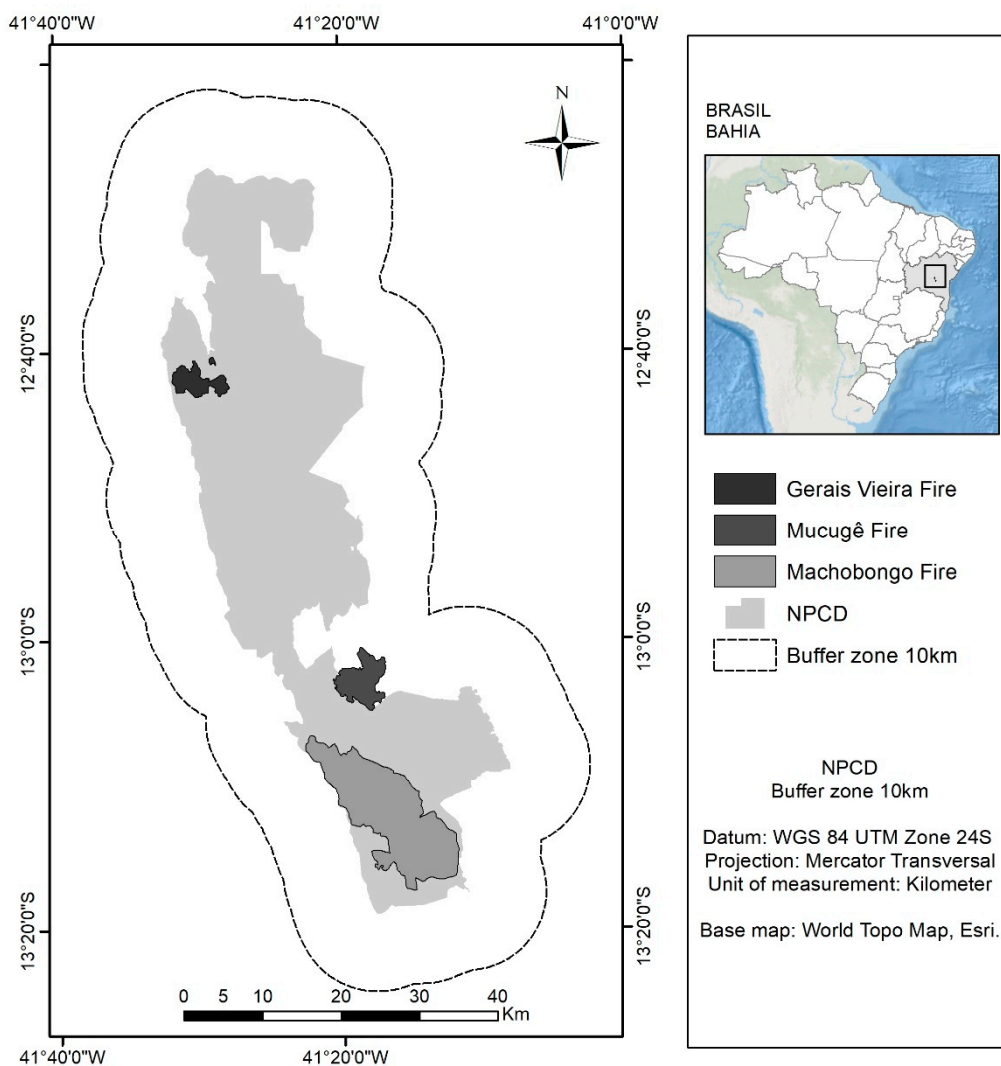 41°40'0"W 41°20'0"W 41°0'0"W
N
12°40'0"S
13°0'0"S
13°20'0"S
12°40'0"S
13°0'0"S
13°20'0"S
0 5 10 20 30 40
Km
41°40'0"W 41°20'0"W
BRASIL
BAHIA
Gerais Vieira Fire
Mucugê Fire
Machobongo Fire
NPCD
Buffer zone 10km
NPCD
Buffer zone 10km
Datum: WGS 84 UTM Zone 24S
Projection: Mercator Transversal
Unit of measurement: Kilometer
Base map: World Topo Map, Esri.